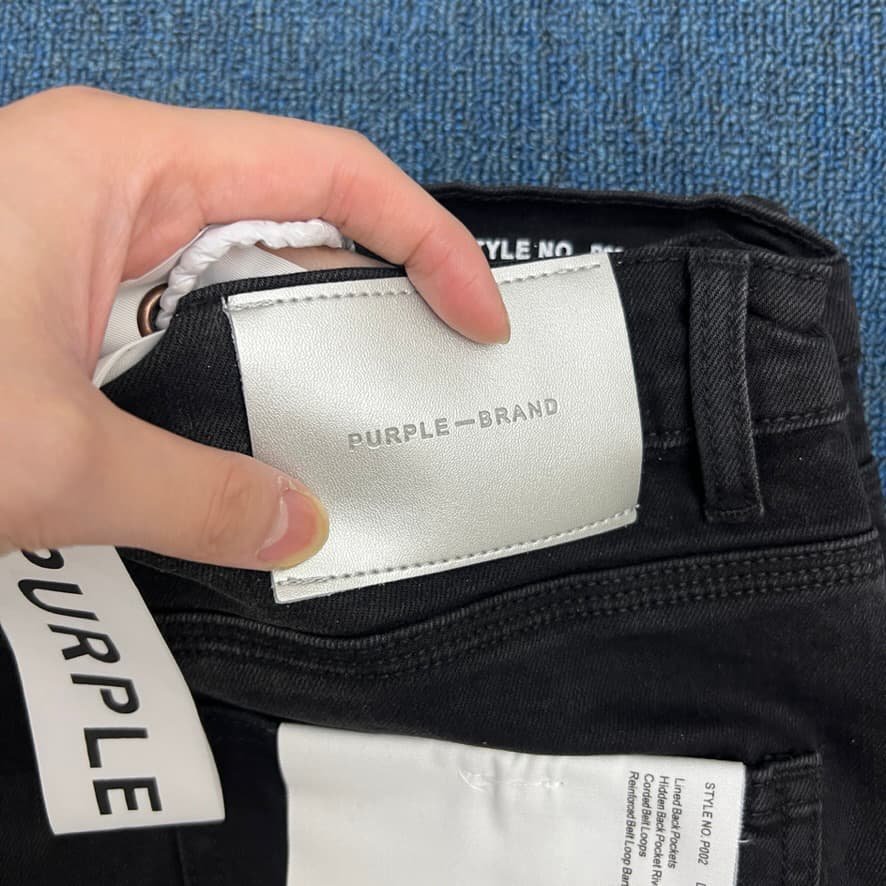 STYLE NO.
PURPLE—BRAND
PURPLE
STYLE NO. P002
Lined Back Pockets
Hidden Back Pocket
Corded Belt Loops
Reinforced Belt Loop